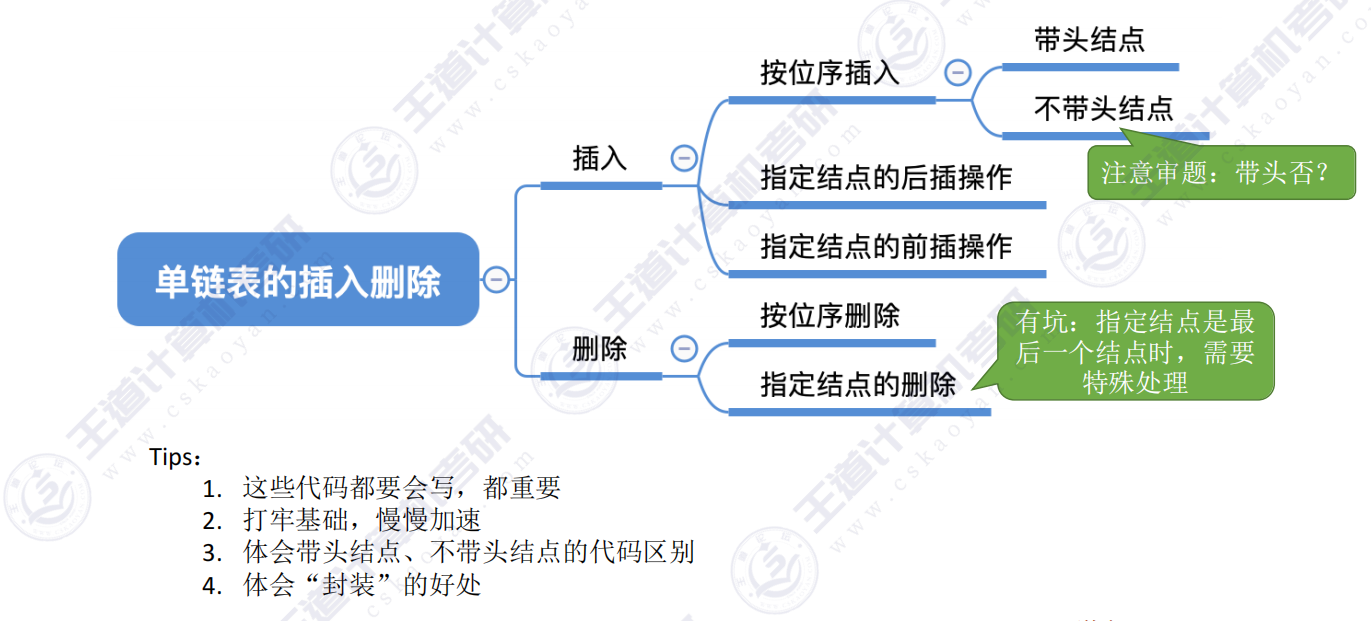 单链表的插入删除
插入
按位序插入
带头结点
不带头结点
注意审题：带头否？
指定结点的后插操作
指定结点的前插操作
删除
按位序删除
指定结点的删除
有坑：指定结点是最
后一个结点时，需要
特殊处理
Tips：
1. 这些代码都要会写，都重要
2. 打牢基础，慢慢加速
3. 体会带头结点、不带头结点的代码区别
4. 体会“封装”的好处
王道计算机考研
www.cskaoyan.com